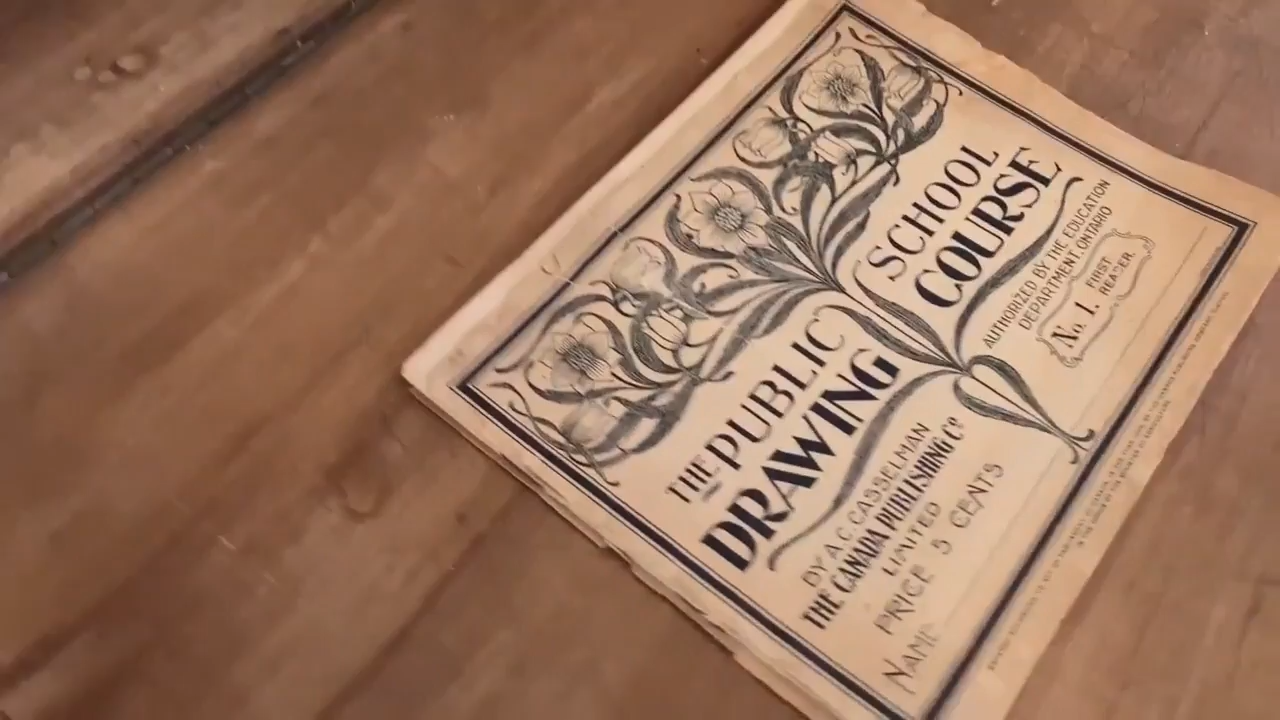 THE PUBLIC SCHOOL
DRAWING COURSE
BY A.C. CASSELMAN
THE CANADA PUBLISHING Co
LIMITED
PRICE 5 CENTS
NAME
AUTHORIZED BY THE EDUCATION
DEPARTMENT. ONTARIO
No. 1. FIRST
READER